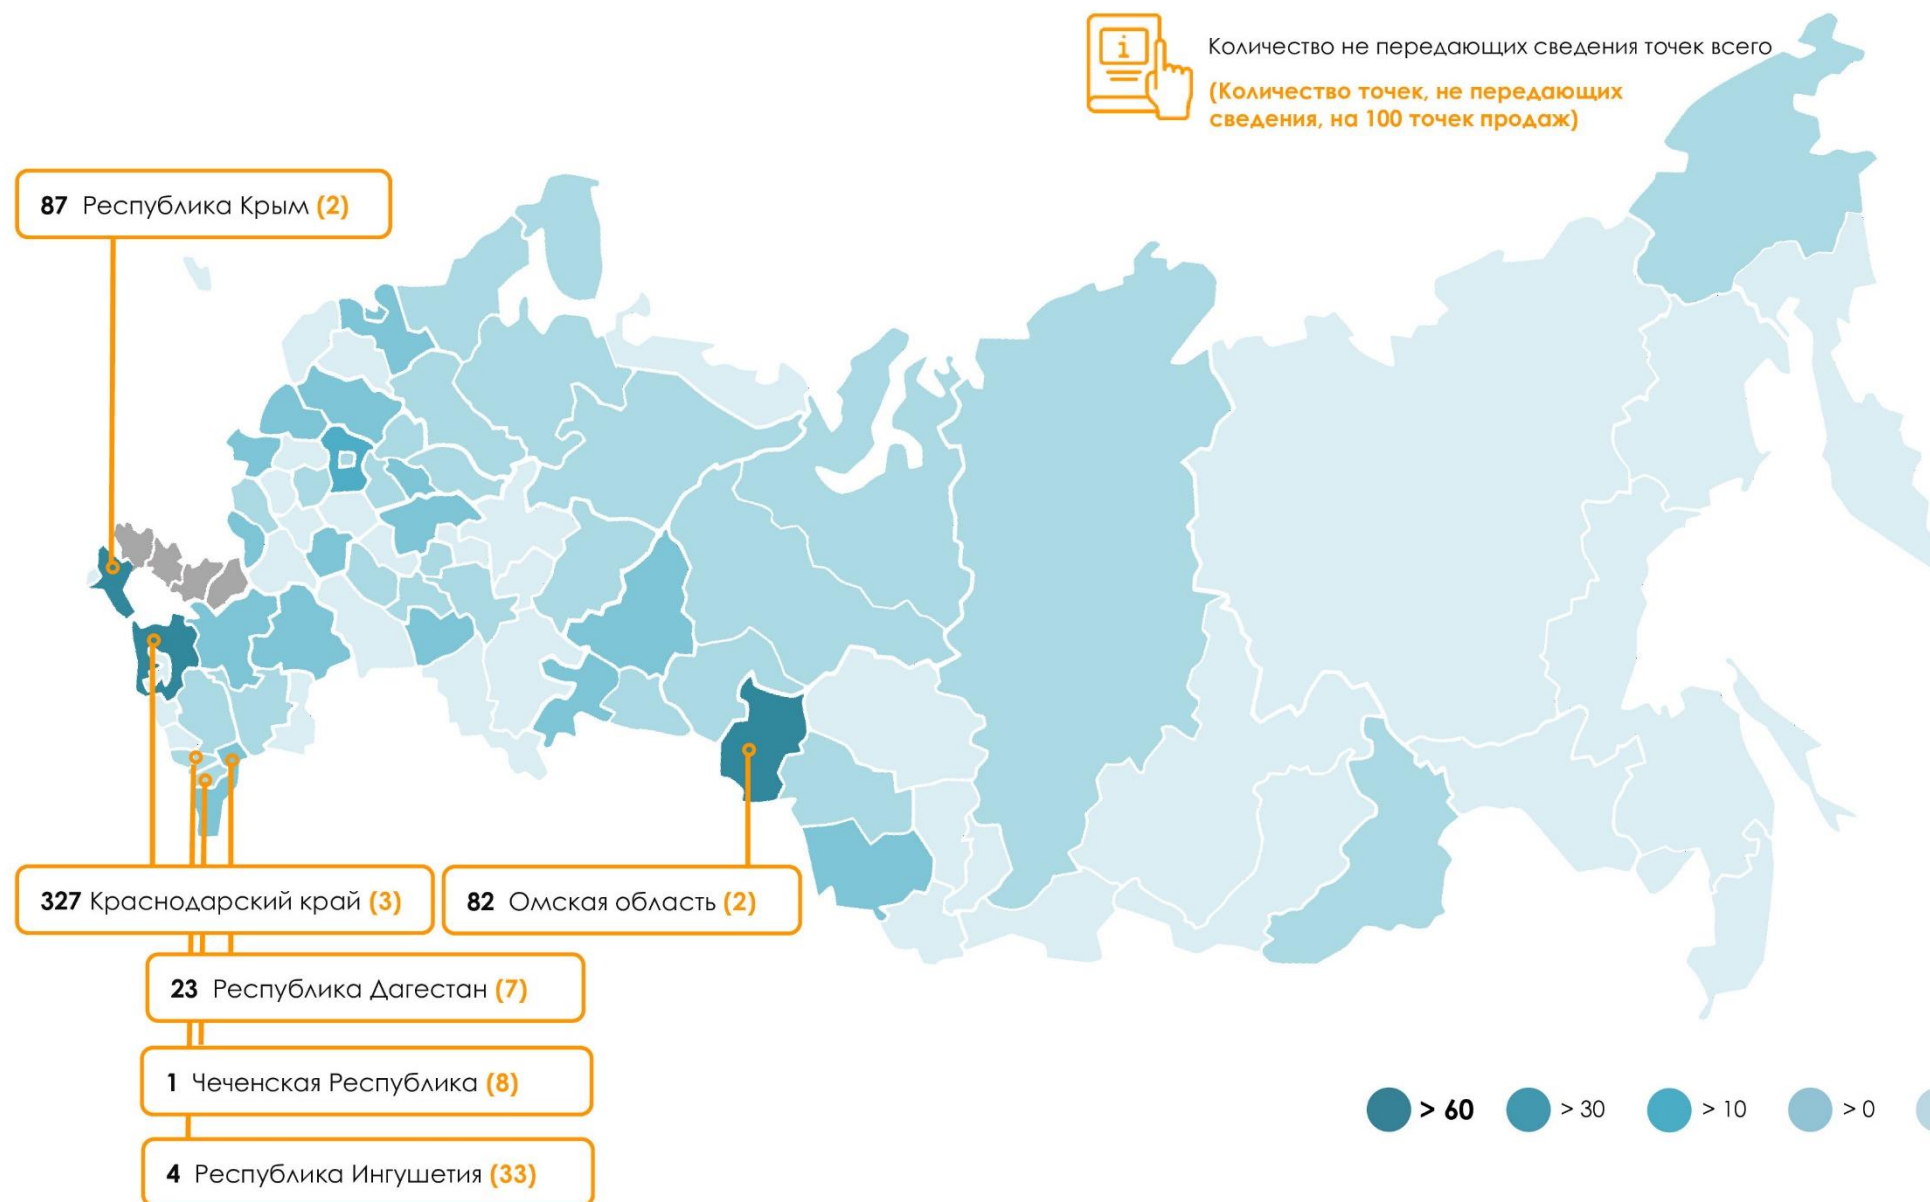 i
Количество не передающих сведения точек всего
(Количество точек, не передающих
сведения, на 100 точек продаж)
87 Республика Крым (2)
327 Краснодарский край (3)
82 Омская область (2)
23 Республика Дагестан (7)
1 Чеченская Республика (8)
4 Республика Ингушетия (33)
> 60
> 30
> 10
> 0